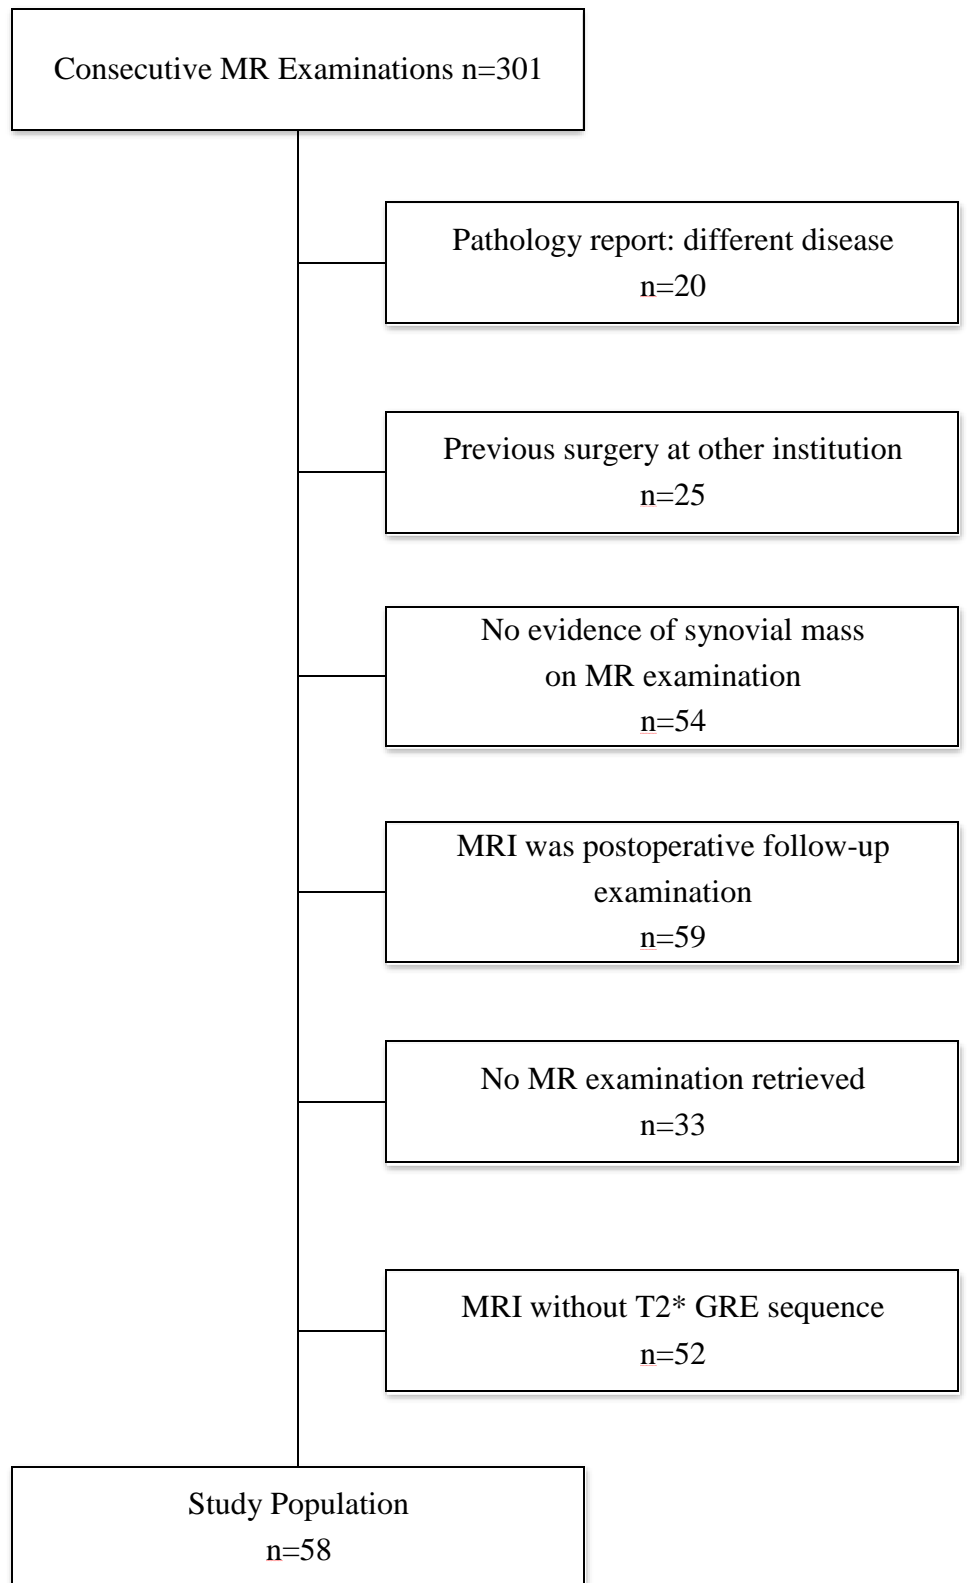 Consecutive MR Examinations n=301
Pathology report: different disease
n=20
Previous surgery at other institution
n=25
No evidence of synovial mass
on MR examination
n=54
MRI was postoperative follow-up
examination
n=59
No MR examination retrieved
n=33
MRI without T2* GRE sequence
n=52
Study Population
n=58